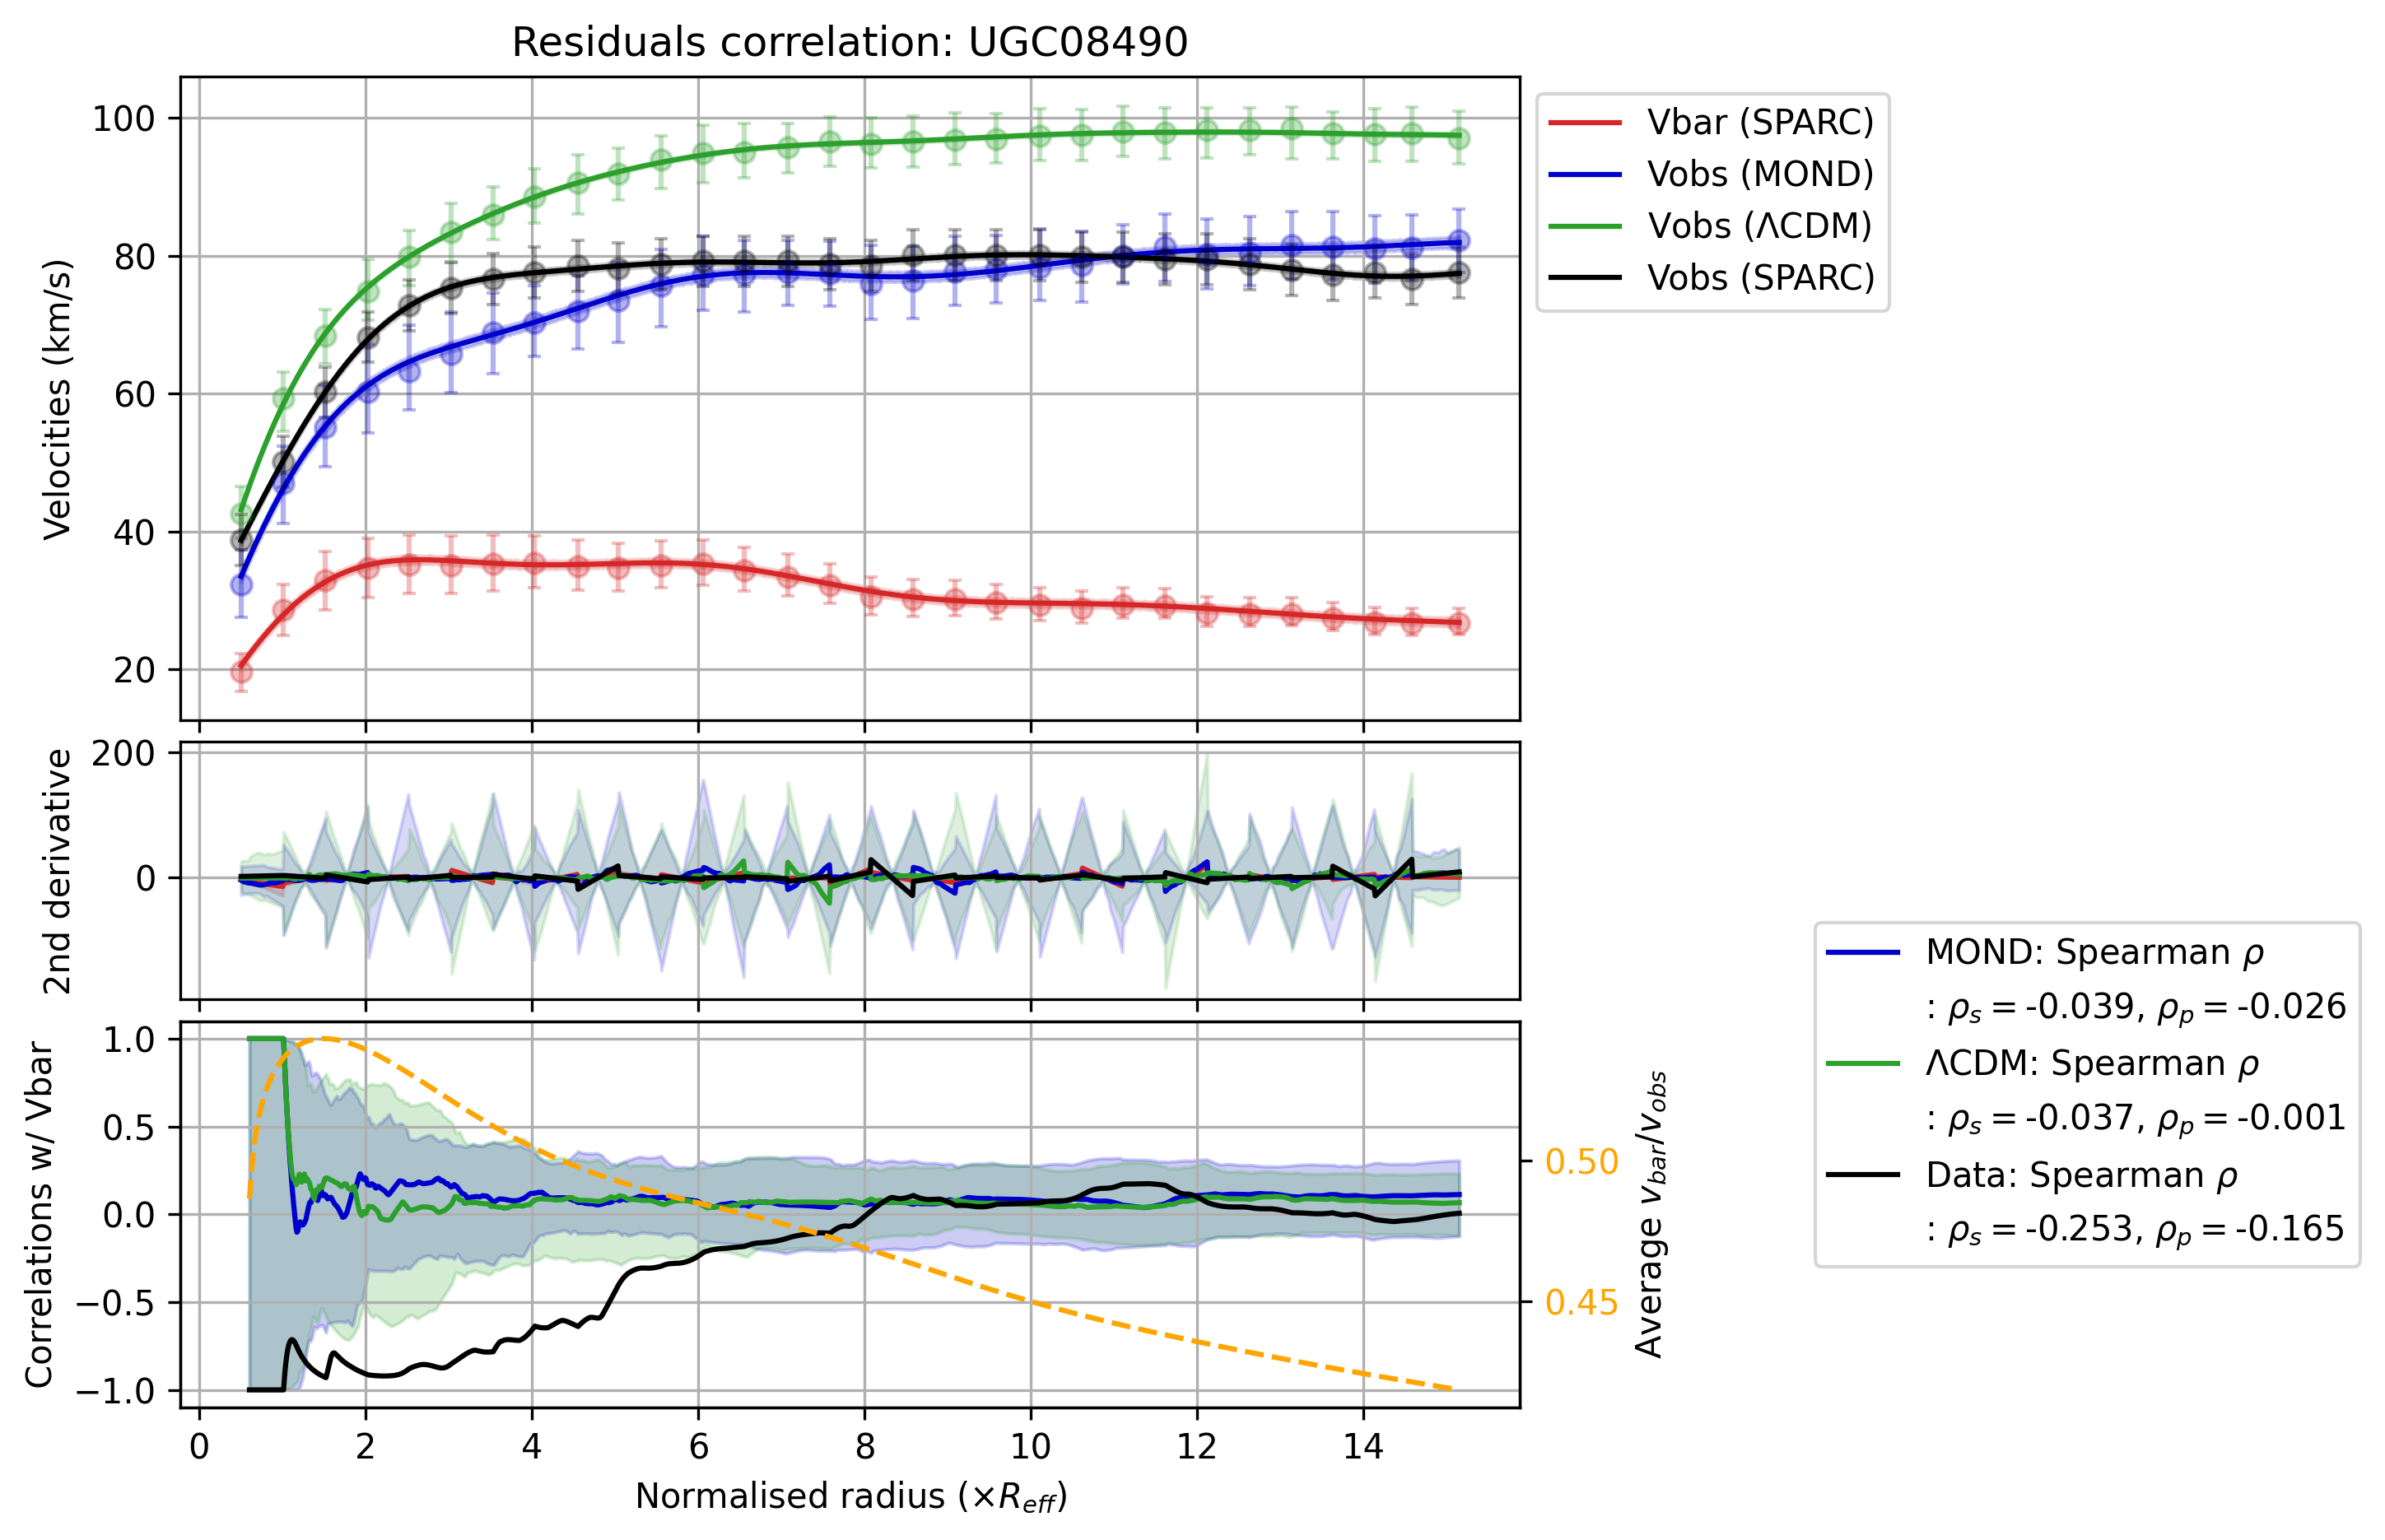 Residuals correlation: UGC08490
Velocities (km/s)
100
80
60
40
20
Vbar (SPARC)
Vobs (MOND)
Vobs (ΛCDM)
Vobs (SPARC)
2nd derivative
200
0
Correlations w/ Vbar
1.0
0.5
0.0
−0.5
−1.0
0.50
0.45
Average v_bar/v_obs
MOND: Spearman ρ
: ρ_s = -0.039, ρ_p = -0.026
ΛCDM: Spearman ρ
: ρ_s = -0.037, ρ_p = -0.001
Data: Spearman ρ
: ρ_s = -0.253, ρ_p = -0.165
0 2 4 6 8 10 12 14
Normalised radius (×R_eff)